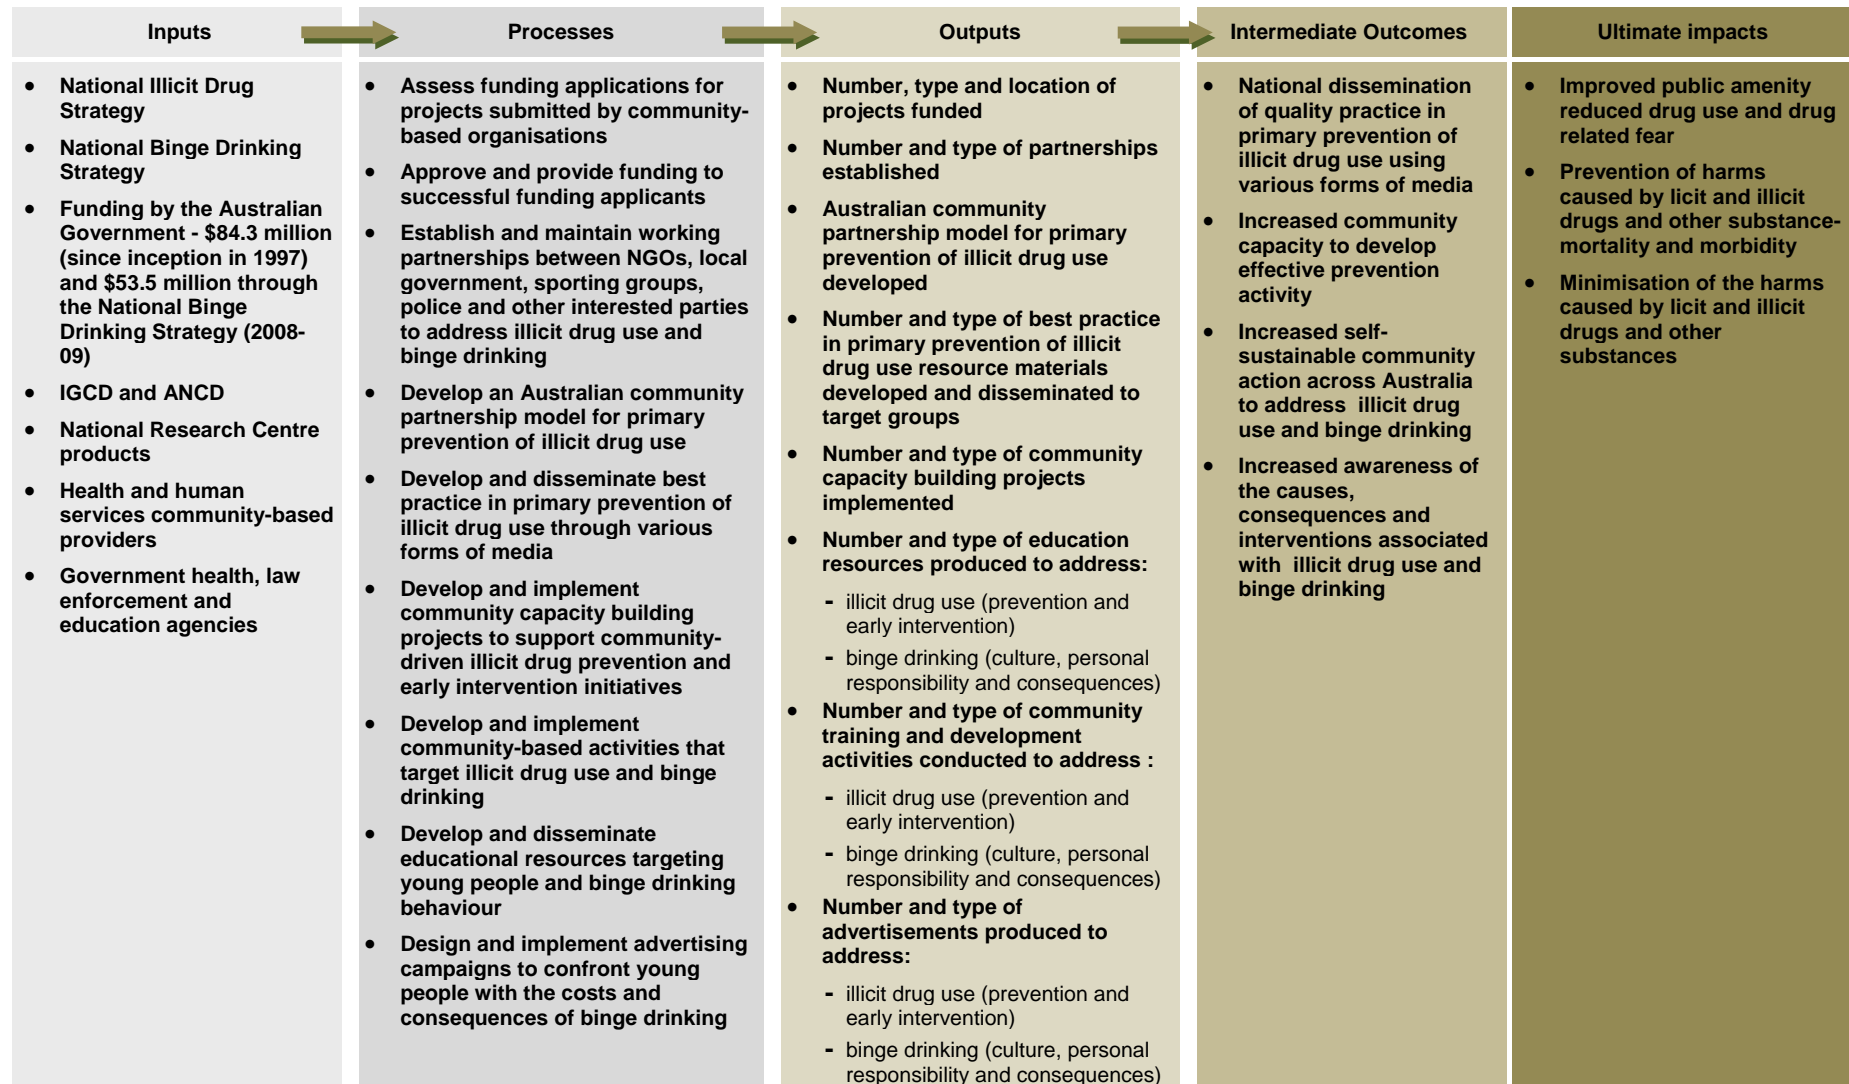 Inputs
Processes
Outputs
Intermediate Outcomes
Ultimate impacts
• National Illicit Drug
Strategy
• National Binge Drinking
Strategy
• Funding by the Australian
Government - $84.3 million
(since inception in 1997)
and $53.5 million through
the National Binge
Drinking Strategy (2008-
09)
• IGCD and ANCD
• National Research Centre
products
• Health and human
services community-based
providers
• Government health, law
enforcement and
education agencies
• Assess funding applications for
projects submitted by community-
based organisations
• Approve and provide funding to
successful funding applicants
• Establish and maintain working
partnerships between NGOs, local
government, sporting groups,
police and other interested parties
to address illicit drug use and
binge drinking
• Develop an Australian community
partnership model for primary
prevention of illicit drug use
• Develop and disseminate best
practice in primary prevention of
illicit drug use through various
forms of media
• Develop and implement
community capacity building
projects to support community-
driven illicit drug prevention and
early intervention initiatives
• Develop and implement
community-based activities that
target illicit drug use and binge
drinking
• Develop and disseminate
educational resources targeting
young people and binge drinking
behaviour
• Design and implement advertising
campaigns to confront young
people with the costs and
consequences of binge drinking
• Number, type and location of
projects funded
• Number and type of partnerships
established
• Australian community
partnership model for primary
prevention of illicit drug use
developed
• Number and type of best practice
in primary prevention of illicit
drug use resource materials
developed and disseminated to
target groups
• Number and type of community
capacity building projects
implemented
• Number and type of education
resources produced to address:
- illicit drug use (prevention and
early intervention)
- binge drinking (culture, personal
responsibility and consequences)
• Number and type of community
training and development
activities conducted to address :
- illicit drug use (prevention and
early intervention)
- binge drinking (culture, personal
responsibility and consequences)
• Number and type of
advertisements produced to
address:
- illicit drug use (prevention and
early intervention)
- binge drinking (culture, personal
responsibility and consequences)
• National dissemination
of quality practice in
primary prevention of
illicit drug use using
various forms of media
• Increased community
capacity to develop
effective prevention
activity
• Increased self-
sustainable community
action across Australia
to address illicit drug
use and binge drinking
• Increased awareness of
the causes,
consequences and
interventions associated
with illicit drug use and
binge drinking
• Improved public amenity
reduced drug use and drug
related fear
• Prevention of harms
caused by licit and illicit
drugs and other substance-
mortality and morbidity
• Minimisation of the harms
caused by licit and illicit
drugs and other
substances